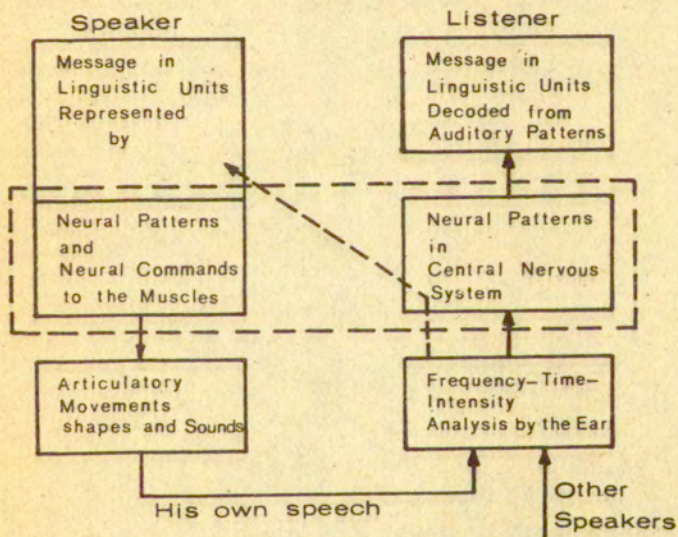 Speaker
Message in
Linguistic Units
Represented
by
Neural Patterns
and
Neural Commands
to the Muscles
Articulatory
Movements
shapes and Sounds
His own speech
Listener
Message in
Linguistic Units
Decoded from
Auditory Patterns
Neural Patterns
in
Central Nervous
System
Frequency-Time-
Intensity
Analysis by the Ear
Other
Speakers